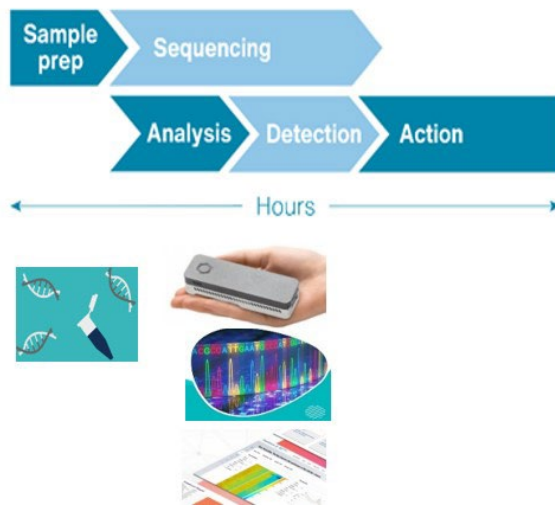 Sample
prep
Sequencing
Analysis
Detection
Action
Hours